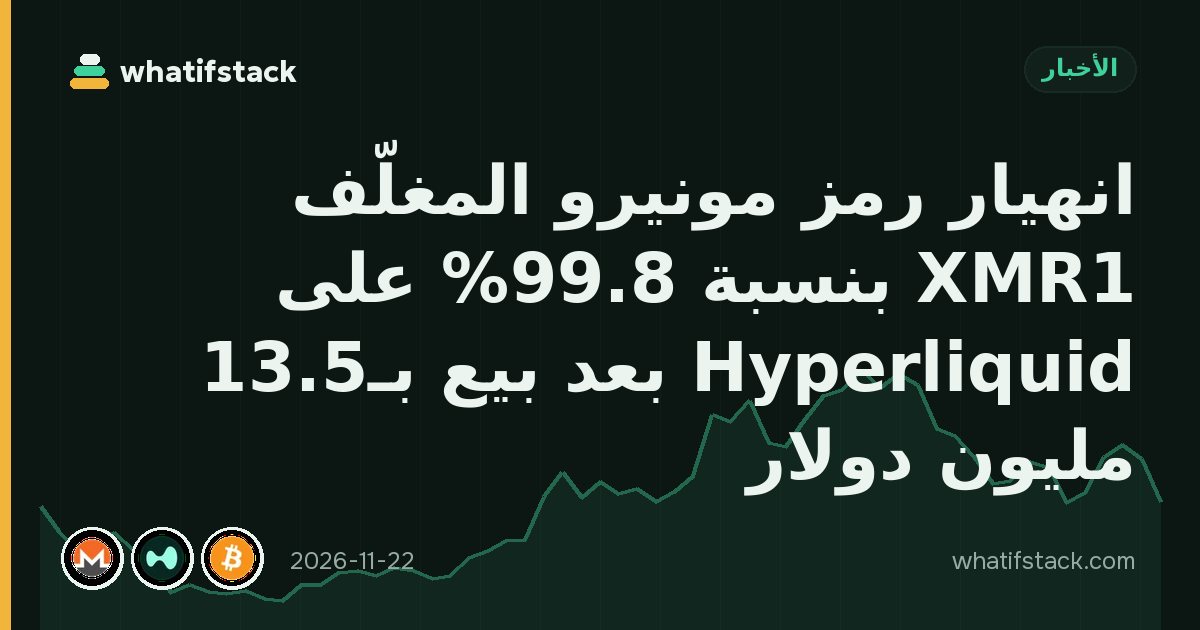 whatifstack
الأخبار
انهيار رمز مونيرو المغلّف
XMR1 بنسبة 99.8% على
Hyperliquid بعد بيع بـ13.5
مليون دولار
2026-11-22
whatifstack.com